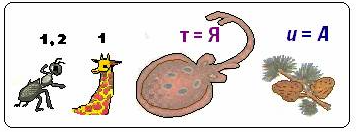 1,2 1 т = Я и = А